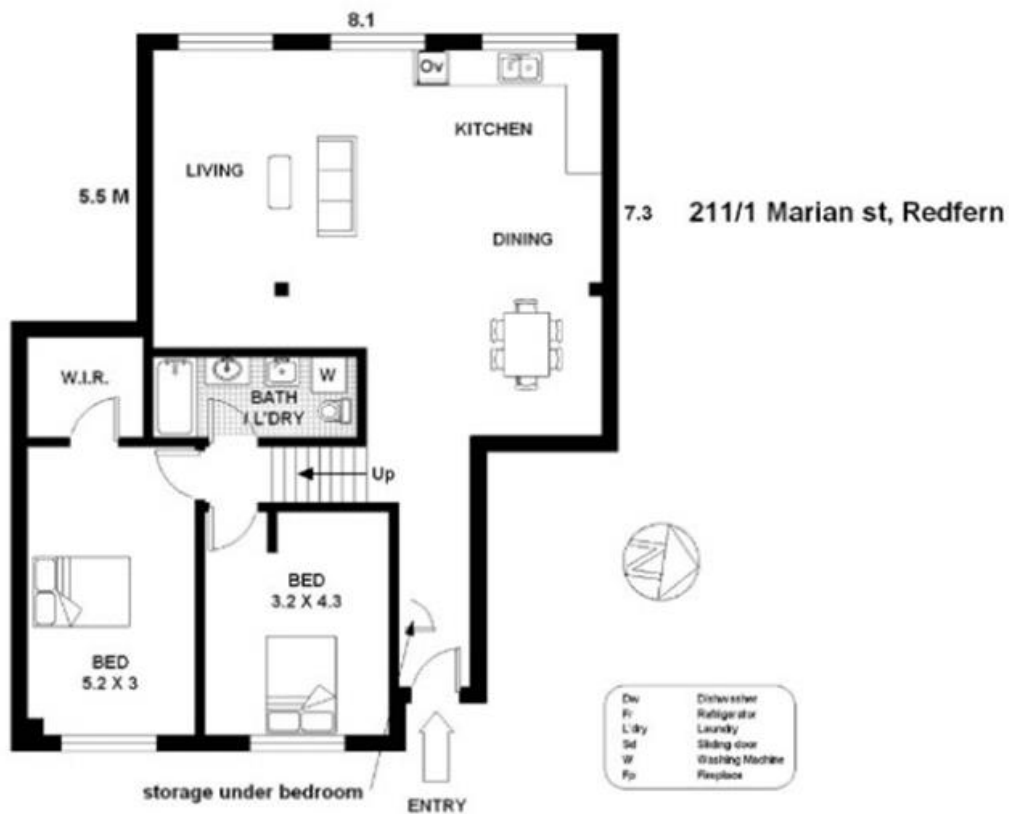 8.1
Ov
KITCHEN
LIVING
5.5 M
7.3
211/1 Marian st, Redfern
DINING
W.I.R.
W
BATH
/ L'DRY
Up
BED
3.2 X 4.3
BED
5.2 X 3
N
storage under bedroom
ENTRY
Dw Dishwasher
Fr Refrigerator
L'dry Laundry
Sd Sliding door
W Washing Machine
Fp Fireplace